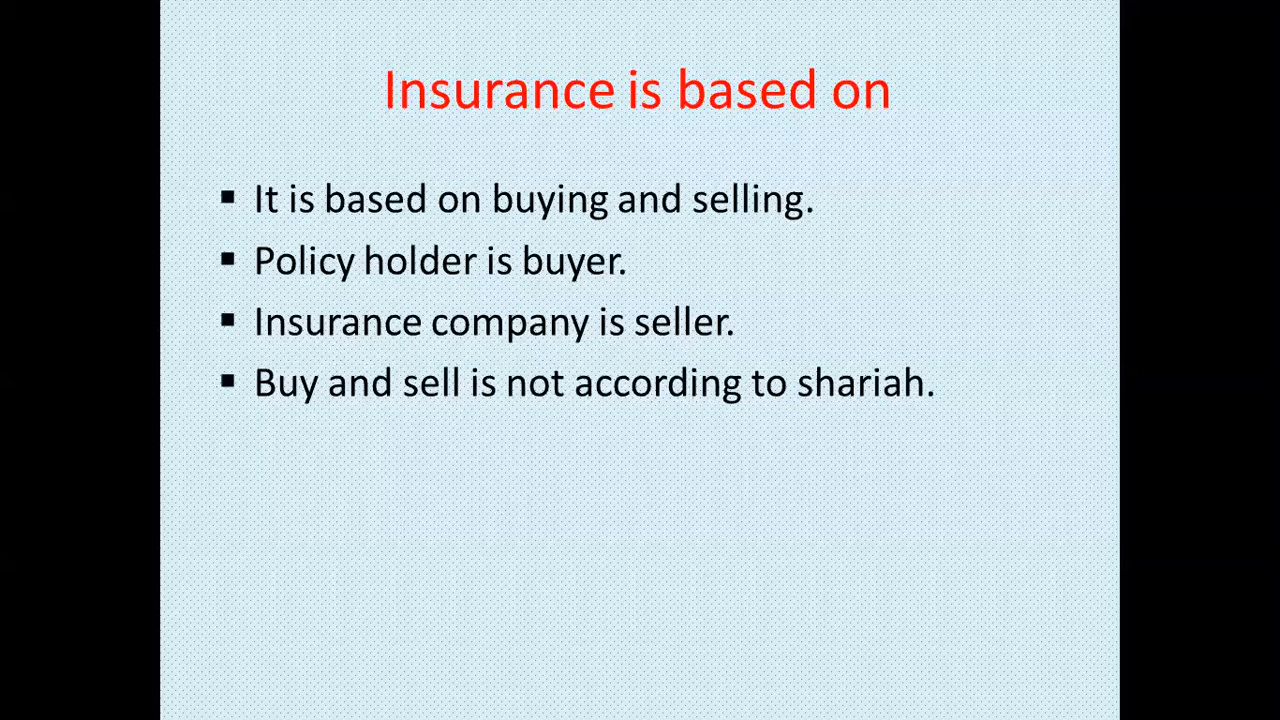 Insurance is based on
▪ It is based on buying and selling.
▪ Policy holder is buyer.
▪ Insurance company is seller.
▪ Buy and sell is not according to shariah.